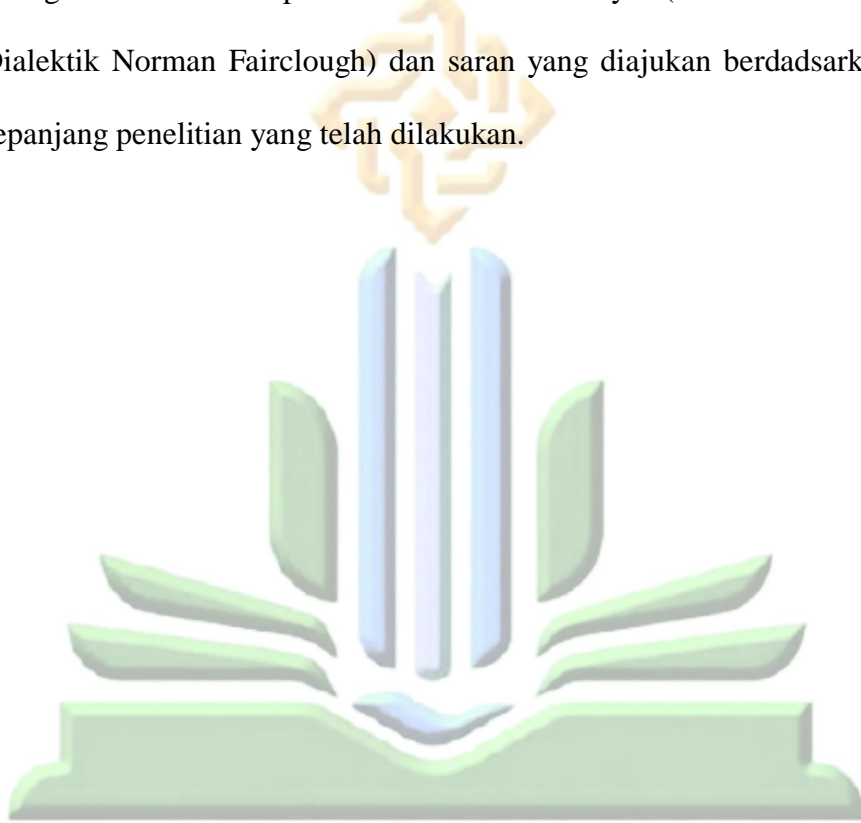 Dialektik Norman Fairclough) dan saran yang diajukan berdadsark
epanjang penelitian yang telah dilakukan.